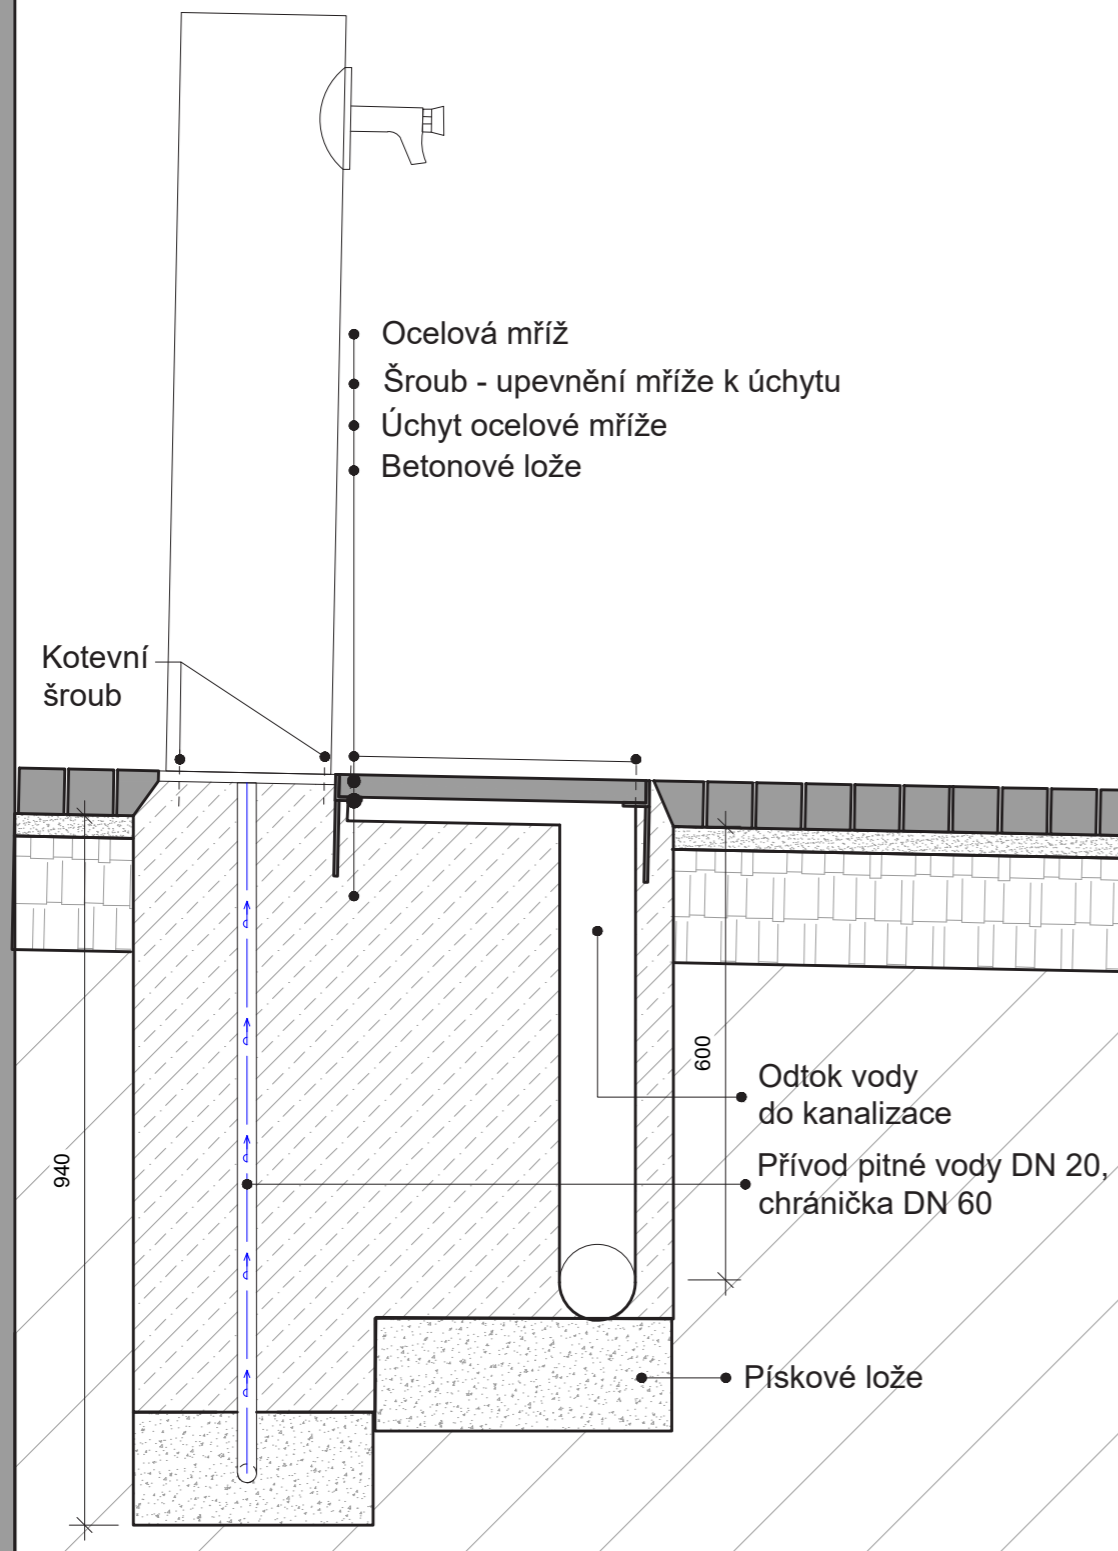 Ocelová mříž
Šroub - upevnění mříže k úchytu
Úchyt ocelové mříže
Betonové lože
Kotevní
šroub
600
Odtok vody
do kanalizace
940
Přívod pitné vody DN 20,
chránička DN 60
Pískové lože